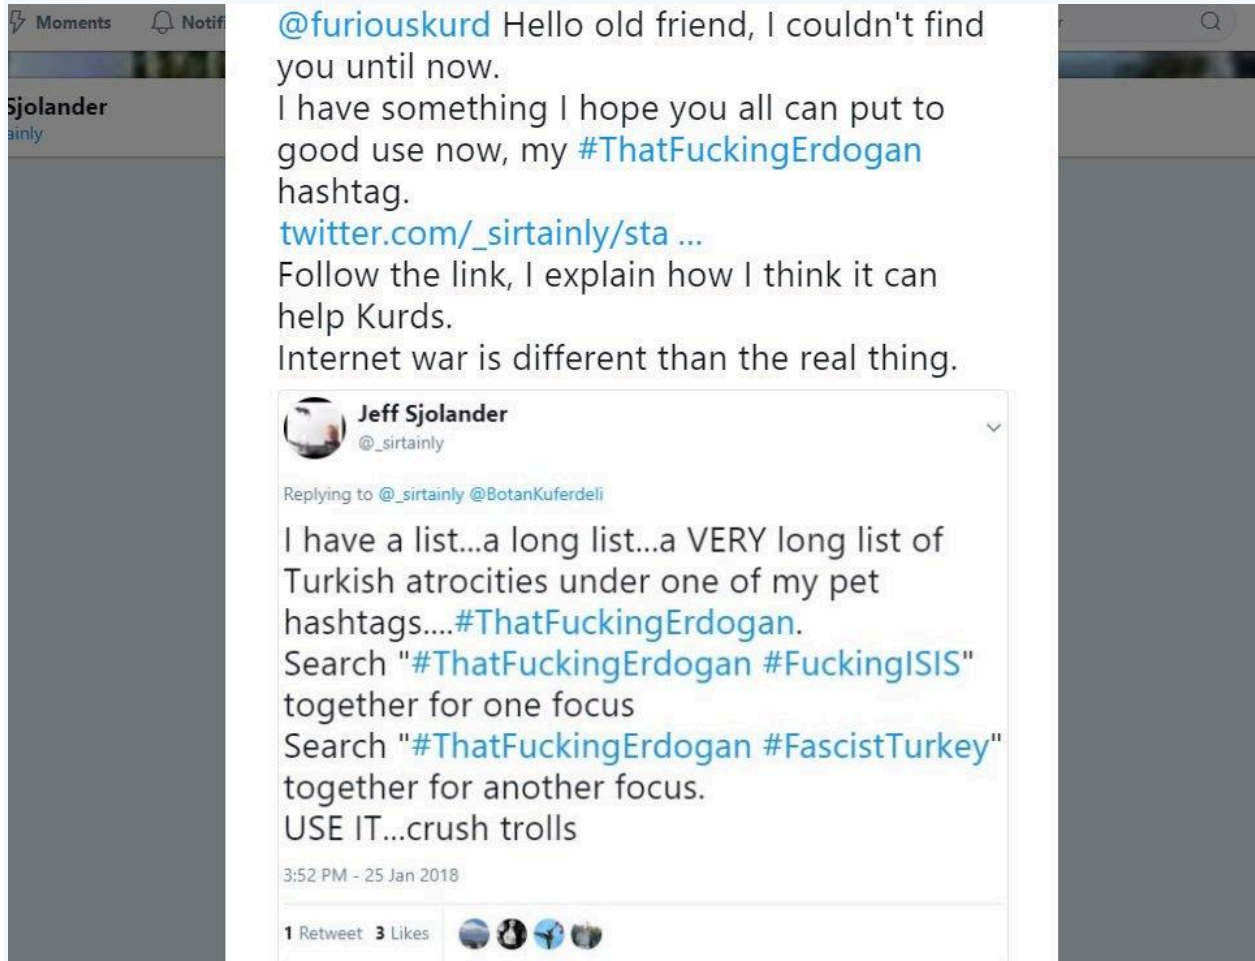 Moments Notif
@furiouskurd Hello old friend, I couldn't find
you until now.
Sjolander
ainly
I have something I hope you all can put to
good use now, my #ThatFuckingErdogan
hashtag.
twitter.com/_sirtainly/sta ...
Follow the link, I explain how I think it can
help Kurds.
Internet war is different than the real thing.
Jeff Sjolander
@_sirtainly
Replying to @_sirtainly @BotanKuferdeli
I have a list...a long list...a VERY long list of
Turkish atrocities under one of my pet
hashtags....#ThatFuckingErdogan.
Search "#ThatFuckingErdogan #FuckingISIS"
together for one focus
Search "#ThatFuckingErdogan #FascistTurkey"
together for another focus.
USE IT...crush trolls
3:52 PM - 25 Jan 2018
1 Retweet 3 Likes